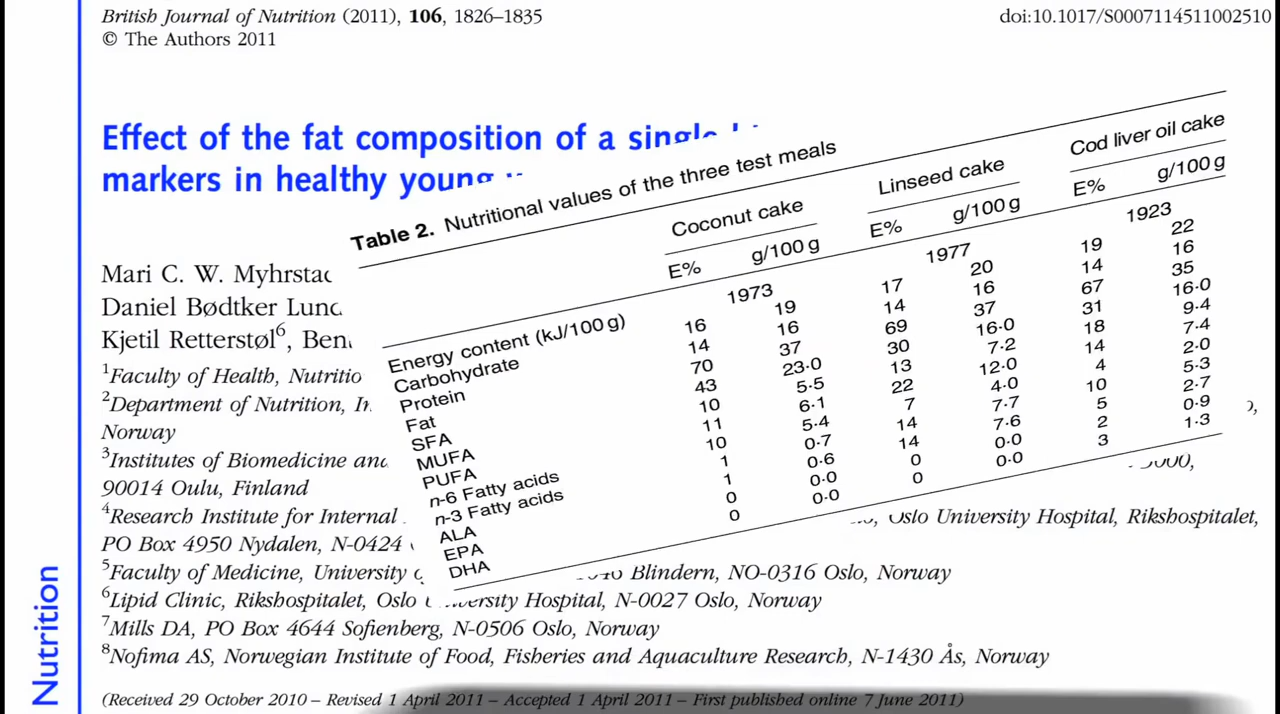 British Journal of Nutrition (2011), 106, 1826–1835
doi:10.1017/S0007114511002510
© The Authors 2011
Effect of the fat composition of a single
markers in healthy young
Mari C. W.
Daniel Bødtker
Kjetil Retterstøl⁶,
¹Faculty of Health,
²Department of Nutrition,
Norway
³Institutes of Biomedicine and
90014 Oulu, Finland
⁴Research Institute for Internal Oslo University Hospital, Rikshospitalet,
PO Box 4950 Nydalen, N-0424
⁵Faculty of Medicine, University Blindern, NO-0316 Oslo, Norway
⁶Lipid Clinic, Rikshospitalet, Oslo University Hospital, N-0027 Oslo, Norway
⁷Mills DA, PO Box 4644 Sofienberg, N-0506 Oslo, Norway
⁸Nofima AS, Norwegian Institute of Food, Fisheries and Aquaculture Research, N-1430 Ås, Norway
(Received 29 October 2010 – Revised 1 April 2011 – Accepted 1 April 2011 – First published online 7 June 2011)
Nutrition
Table 2. Nutritional values of the three test meals
Coconut cake Linseed cake Cod liver oil cake
E% g/100 g E% g/100 g E% g/100 g
Energy content (kJ/100 g) 1973 1977 1923
Carbohydrate 16 19 17 20 19 22
Protein 14 16 14 16 14 16
Fat 70 37 69 37 67 35
SFA 43 23·0 30 16·0 31 16·0
MUFA 10 5·5 13 7·2 18 9·4
PUFA 11 6·1 22 12·0 14 7·4
n-6 Fatty acids 10 5·4 7 4·0 4 2·0
n-3 Fatty acids 1 0·7 14 7·7 10 5·3
ALA 1 0·6 14 7·6 5 2·7
EPA 0 0·0 0 0·0 2 0·9
DHA 0 0·0 0 0·0 3 1·3